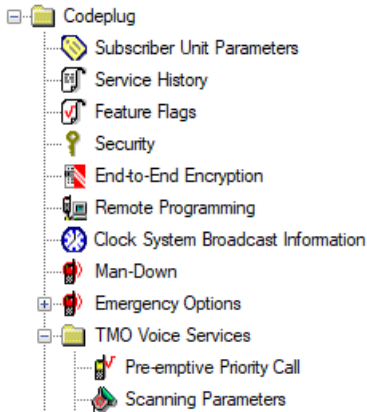 Codeplug
Subscriber Unit Parameters
Service History
Feature Flags
Security
End-to-End Encryption
Remote Programming
Clock System Broadcast Information
Man-Down
Emergency Options
TMO Voice Services
Pre-emptive Priority Call
Scanning Parameters